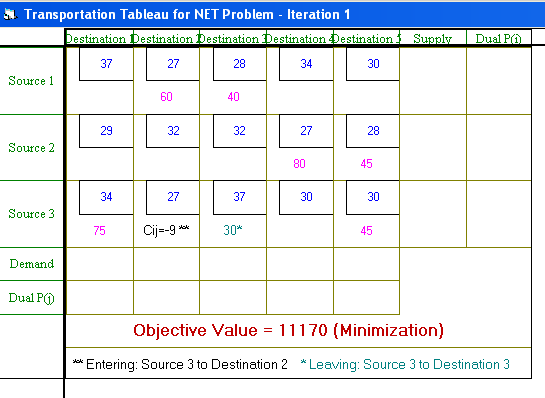 Transportation Tableau for NET Problem - Iteration 1
Destination 1 Destination 2 Destination 3 Destination 4 Destination 5 Supply Dual P(i)
37 27 28 34 30
Source 1
60 40
29 32 32 27 28
Source 2
80 45
34 27 37 30 30
Source 3
75 Cij=-9 ** 30* 45
Demand
Dual P(j)
Objective Value = 11170 (Minimization)
** Entering: Source 3 to Destination 2 * Leaving: Source 3 to Destination 3